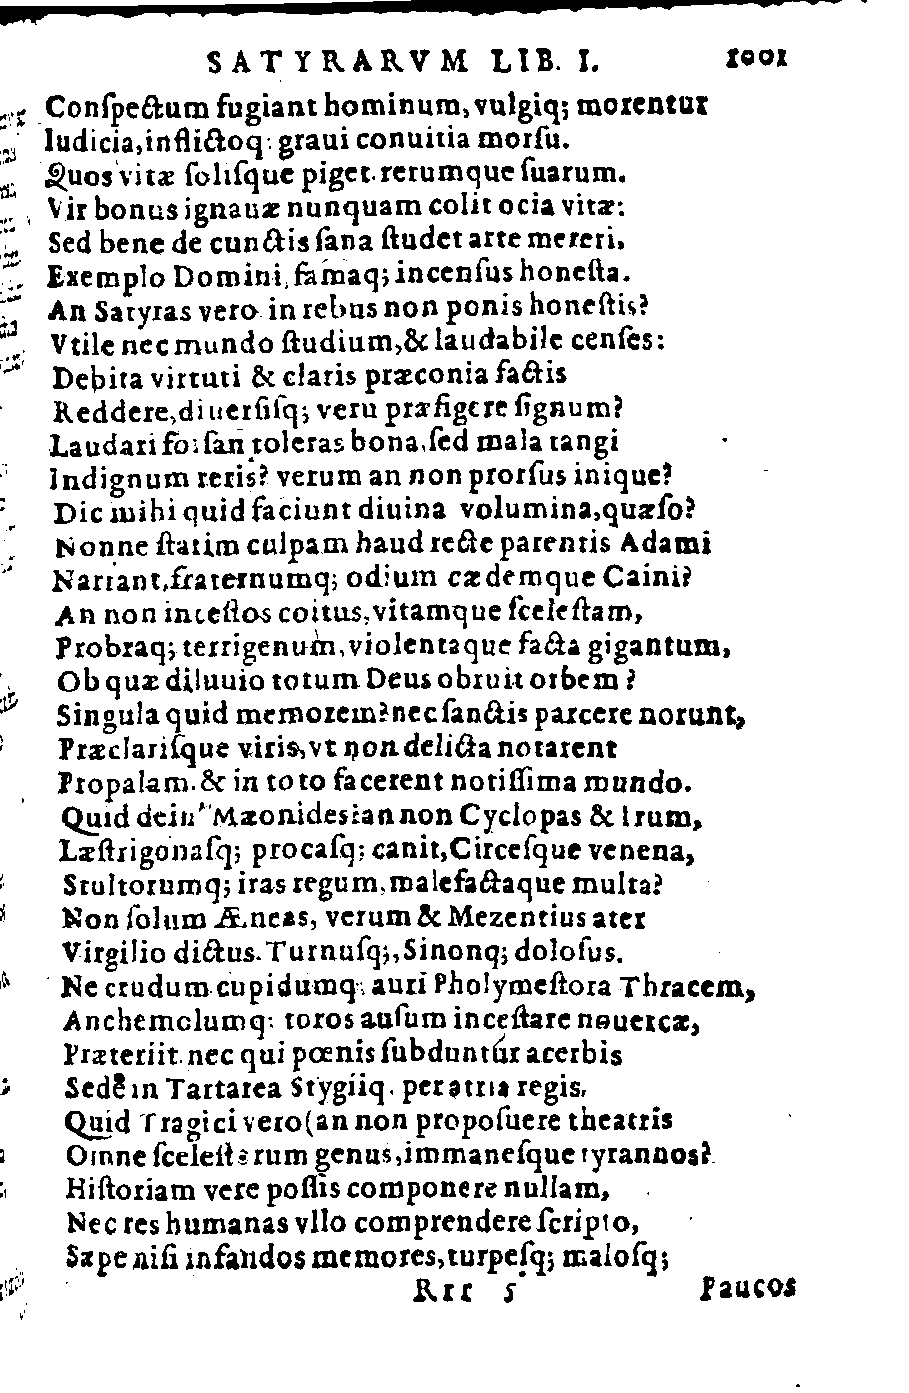 SATYRARVM LIB. I. 1001
Conſpectum fugiant hominum, vulgiq; morentur
Iudicia, inflictoq; graui conuitia morſu.
Quos vitæ ſoliſque piget. rerumque ſuarum.
Vir bonus ignauæ nunquam colit ocia vitæ:
Sed bene de cunctis ſana ſtudet arte mereri,
Exemplo Domini, famaq; incenſus honeſta.
An Satyras vero in rebus non ponis honeſtis?
Vtile nec mundo ſtudium, & laudabile cenſes:
Debita virtuti & claris præconia factis
Reddere, diuerſiſq; veru præfigere ſignum?
Laudari forſan toleras bona, ſed mala tangi
Indignum reris? verum an non prorſus inique?
Dic mihi quid faciunt diuina volumina, quæſo?
Nonne ſtatim culpam haud recte parentis Adami
Narrant, fraternumq; odium cædemque Caini?
An non inceſtos coitus, vitamque ſceleſtam,
Probraq; terrigenum, violentaque facta gigantum,
Ob quæ diluuio totum Deus obruit orbem?
Singula quid memorem? nec ſanctis parcere norunt,
Præclariſque viris, vt non delicta notarent
Propalam. & in toto facerent notiſſima mundo.
Quid dein Mæonides? an non Cyclopas & Irum,
Læſtrigonaſq; procaſq; canit, Circeſque venena,
Stultorumq; iras regum, malefactaque multa?
Non ſolum Æneas, verum & Mezentius ater
Virgilio dictus. Turnuſq;, Sinonq; doloſus.
Ne crudum cupidumq; auri Pholymeſtora Thracem,
Anchemolumq; toros auſum inceſtare nouercæ,
Præteriit. nec qui pœnis ſubduntúr acerbis
Sede in Tartarea Stygiiq. per atria regis,
Quid Tragici vero (an non propoſuere theatris
Omne ſceleſtorum genus, immaneſque tyrannos?
Hiſtoriam vere poſſis componere nullam,
Nec res humanas vllo comprendere ſcripto,
Sæpe niſi infandos memores, turpeſq; maloſq;
Rrr 5 Paucos